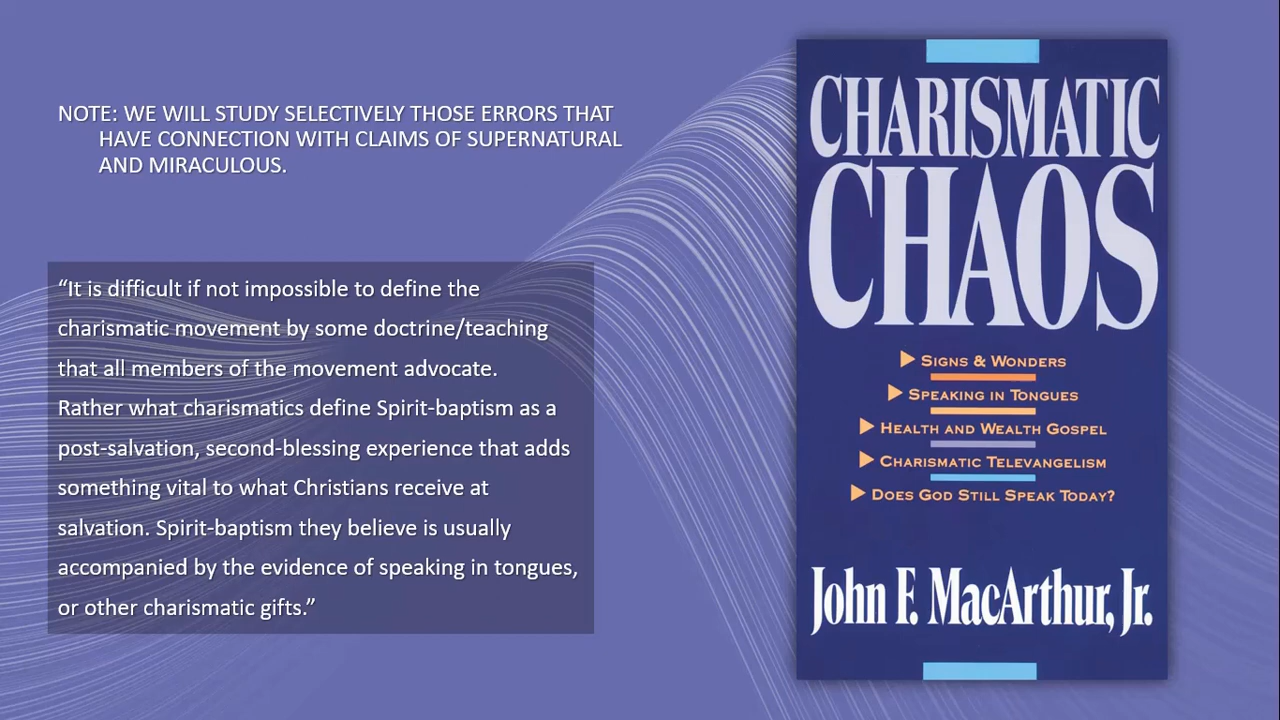 NOTE: WE WILL STUDY SELECTIVELY THOSE ERRORS THAT
HAVE CONNECTION WITH CLAIMS OF SUPERNATURAL
AND MIRACULOUS.
“It is difficult if not impossible to define the
charismatic movement by some doctrine/teaching
that all members of the movement advocate.
Rather what charismatics define Spirit-baptism as a
post-salvation, second-blessing experience that adds
something vital to what Christians receive at
salvation. Spirit-baptism they believe is usually
accompanied by the evidence of speaking in tongues,
or other charismatic gifts.”
CHARISMATIC
CHAOS
SIGNS & WONDERS
SPEAKING IN TONGUES
HEALTH AND WEALTH GOSPEL
CHARISMATIC TELEVANGELISM
DOES GOD STILL SPEAK TODAY?
John F. MacArthur, Jr.